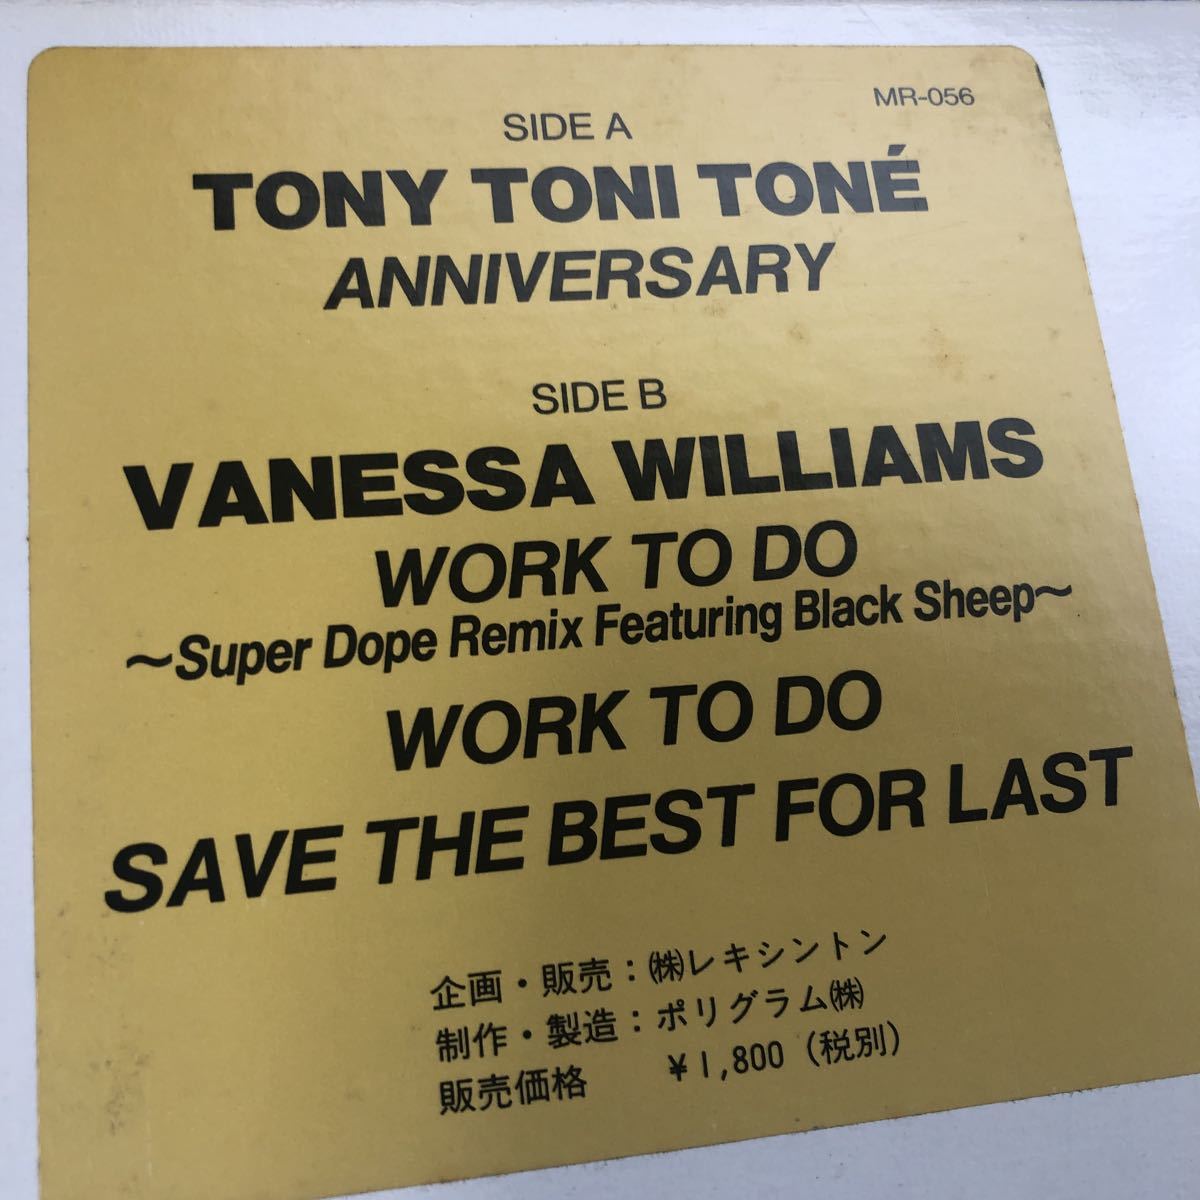 MR-056
SIDE A
TONY TONI TONÉ
ANNIVERSARY
SIDE B
VANESSA WILLIAMS
WORK TO DO
～Super Dope Remix Featuring Black Sheep～
WORK TO DO
SAVE THE BEST FOR LAST
企画・販売：㈱レキシントン
制作・製造：ポリグラム㈱
販売価格　　¥1,800（税別）